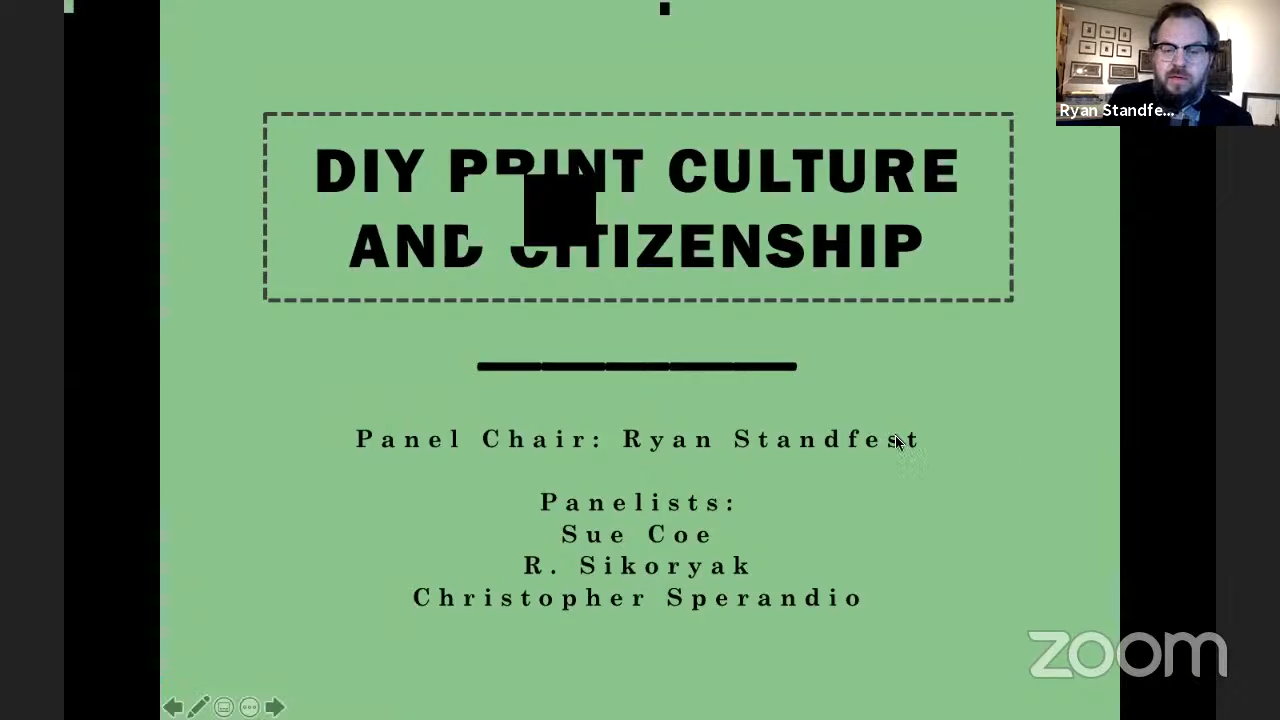 Ryan Standfe...
DIY PRINT CULTURE
AND CITIZENSHIP
Panel Chair: Ryan Standfest
Panelists:
Sue Coe
R. Sikoryak
Christopher Sperandio
zoom